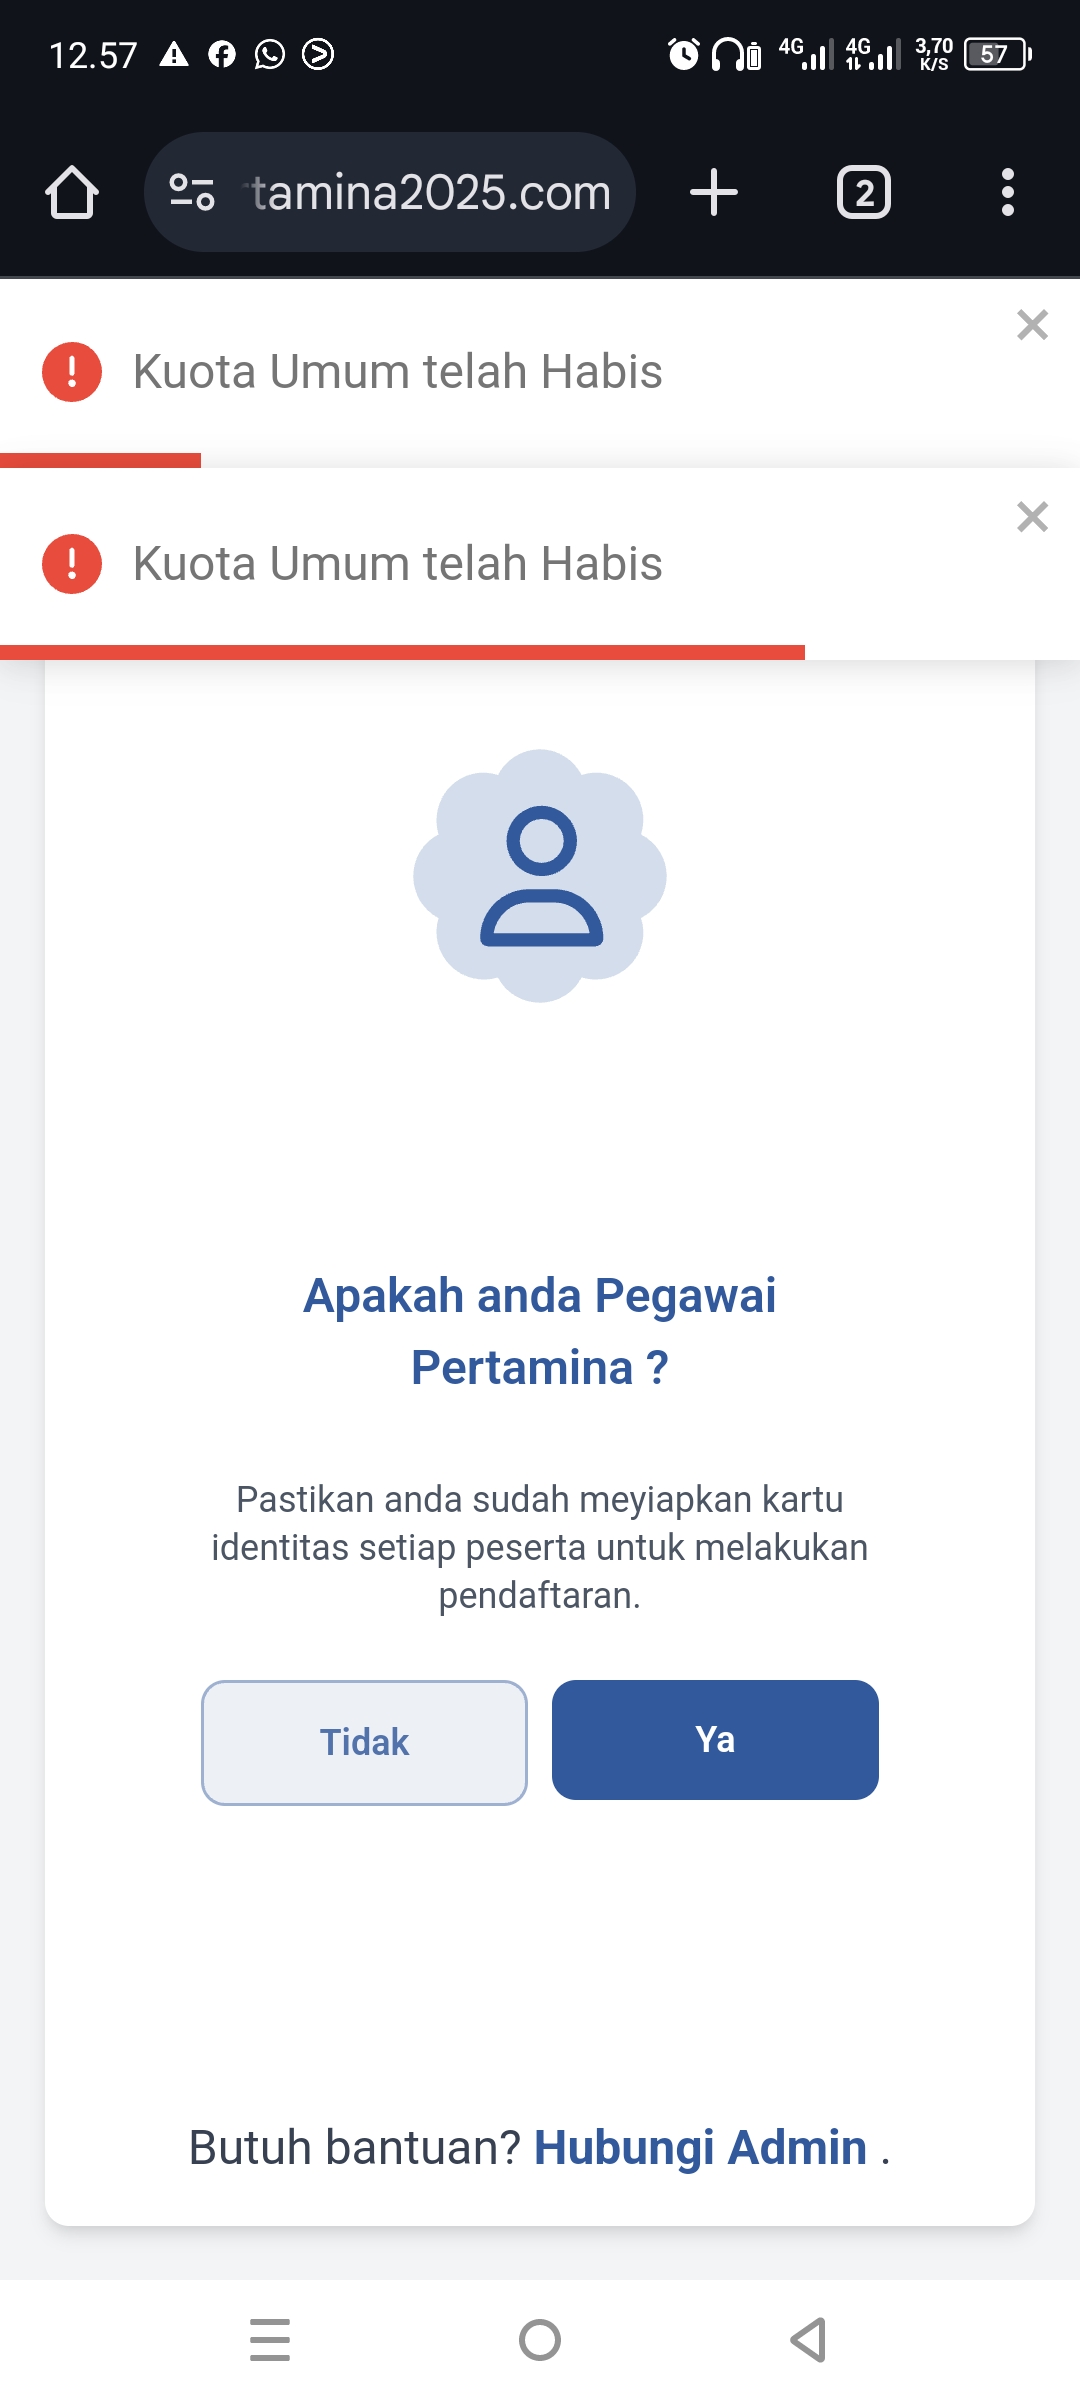 12.57
4G 4G 3,70 K/S 57
tamina2025.com
2
Kuota Umum telah Habis
Kuota Umum telah Habis
Apakah anda Pegawai
Pertamina ?
Pastikan anda sudah meyiapkan kartu
identitas setiap peserta untuk melakukan
pendaftaran.
Tidak
Ya
Butuh bantuan? Hubungi Admin .